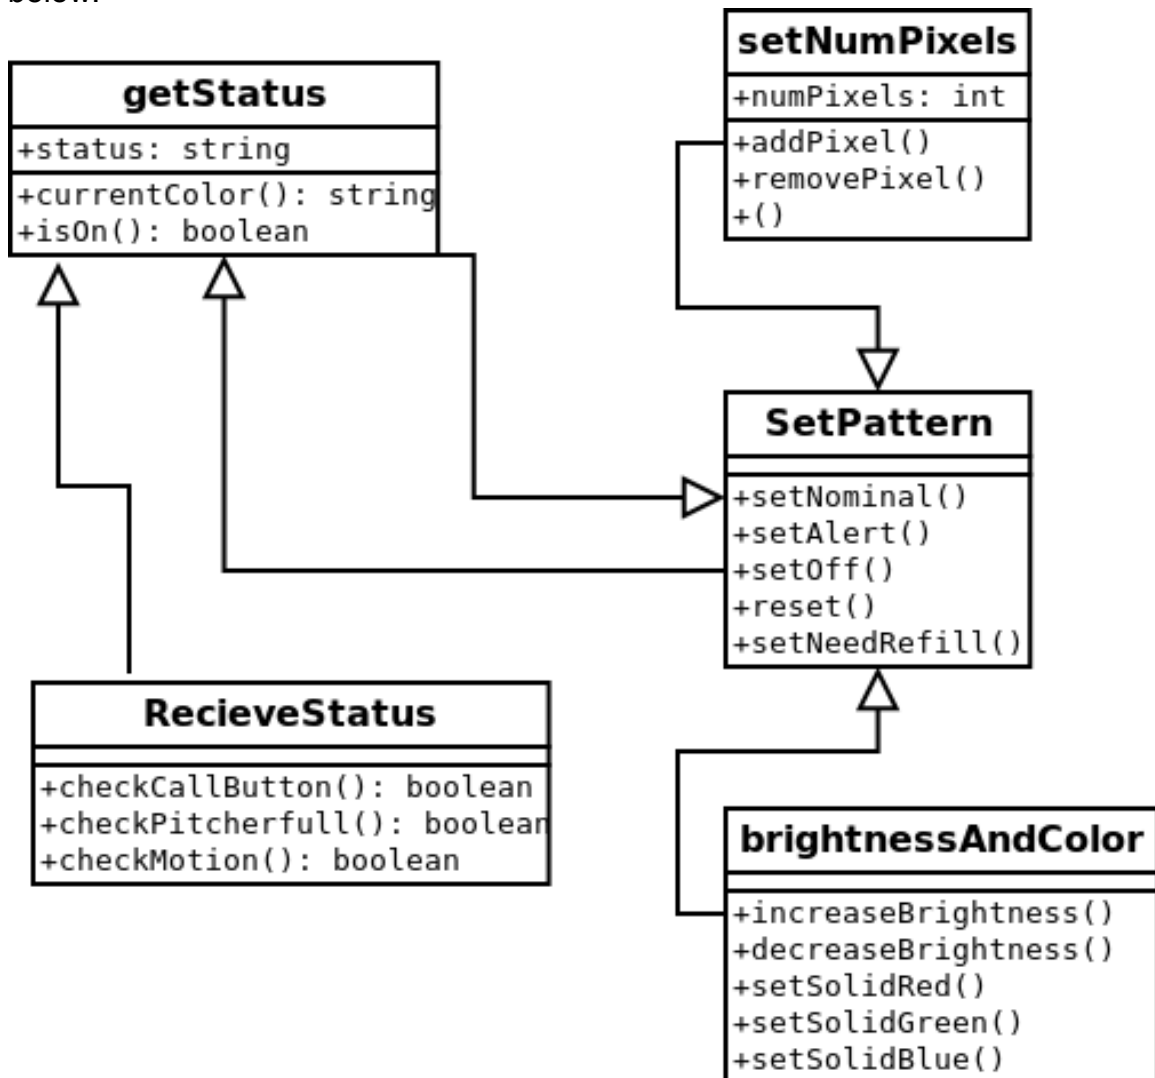 setNumPixels
+numPixels: int
+addPixel()
+removePixel()
+()
getStatus
+status: string
+currentColor(): string
+isOn(): boolean
SetPattern
+setNominal()
+setAlert()
+setOff()
+reset()
+setNeedRefill()
RecieveStatus
+checkCallButton(): boolean
+checkPitcherfull(): boolean
+checkMotion(): boolean
brightnessAndColor
+increaseBrightness()
+decreaseBrightness()
+setSolidRed()
+setSolidGreen()
+setSolidBlue()